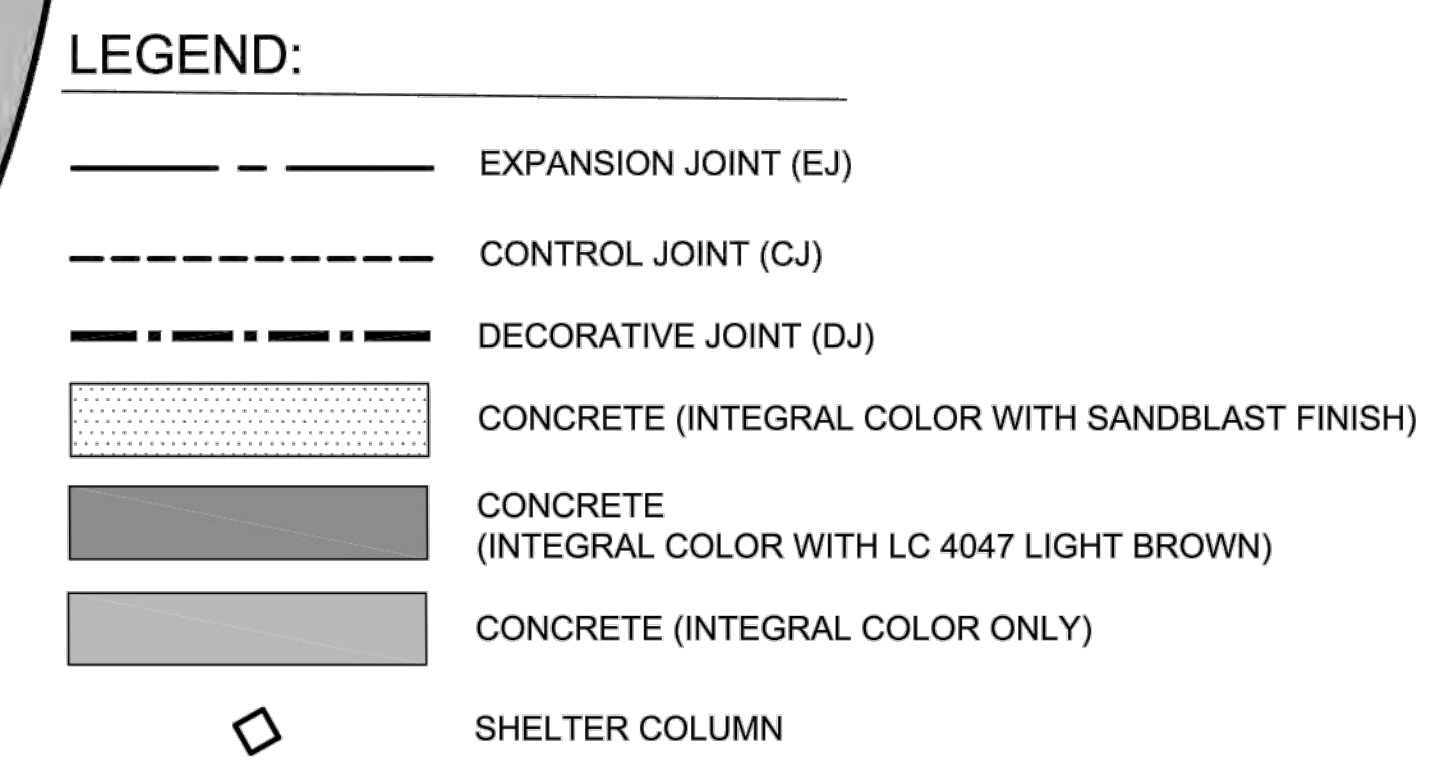 LEGEND:
EXPANSION JOINT (EJ)
CONTROL JOINT (CJ)
DECORATIVE JOINT (DJ)
CONCRETE (INTEGRAL COLOR WITH SANDBLAST FINISH)
CONCRETE
(INTEGRAL COLOR WITH LC 4047 LIGHT BROWN)
CONCRETE (INTEGRAL COLOR ONLY)
SHELTER COLUMN